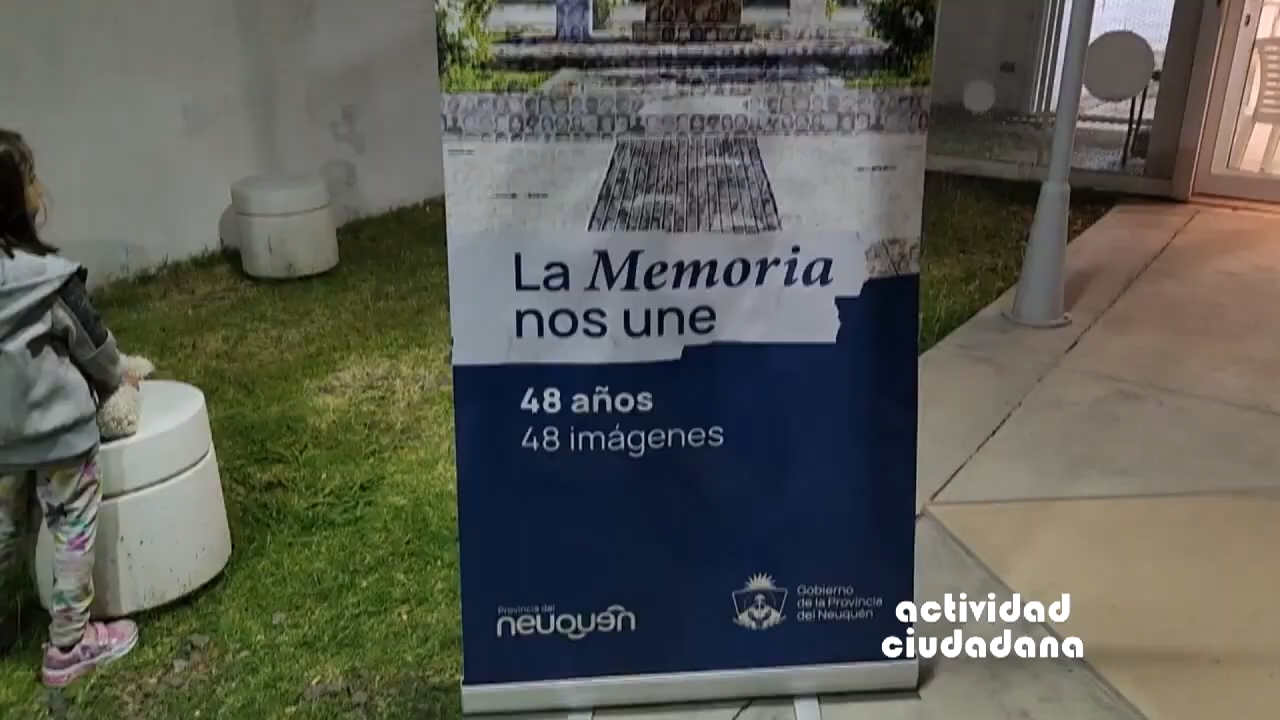 La Memoria
nos une
48 años
48 imágenes
Provincia del
neuquén
Gobierno
de la Provincia
del Neuquén
actividad
ciudadana